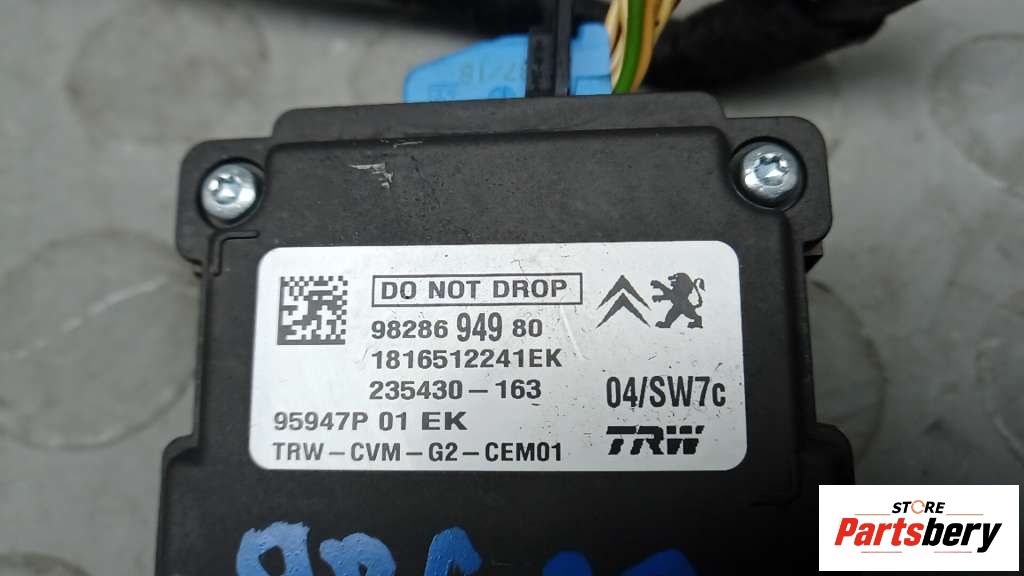 DO NOT DROP
98286 949 80
1816512241EK
235430-163
04/SW7c
95947P 01 EK
TRW
TRW-CVM-G2-CEM01
STORE
Partsbery